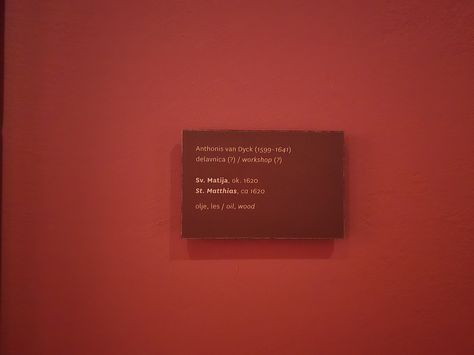 Anthonis van Dyck (1599-1641)
delavnica (?) / workshop (?)
Sv. Matija, ok. 1620
St. Matthias, ca 1620
olje, les / oil, wood